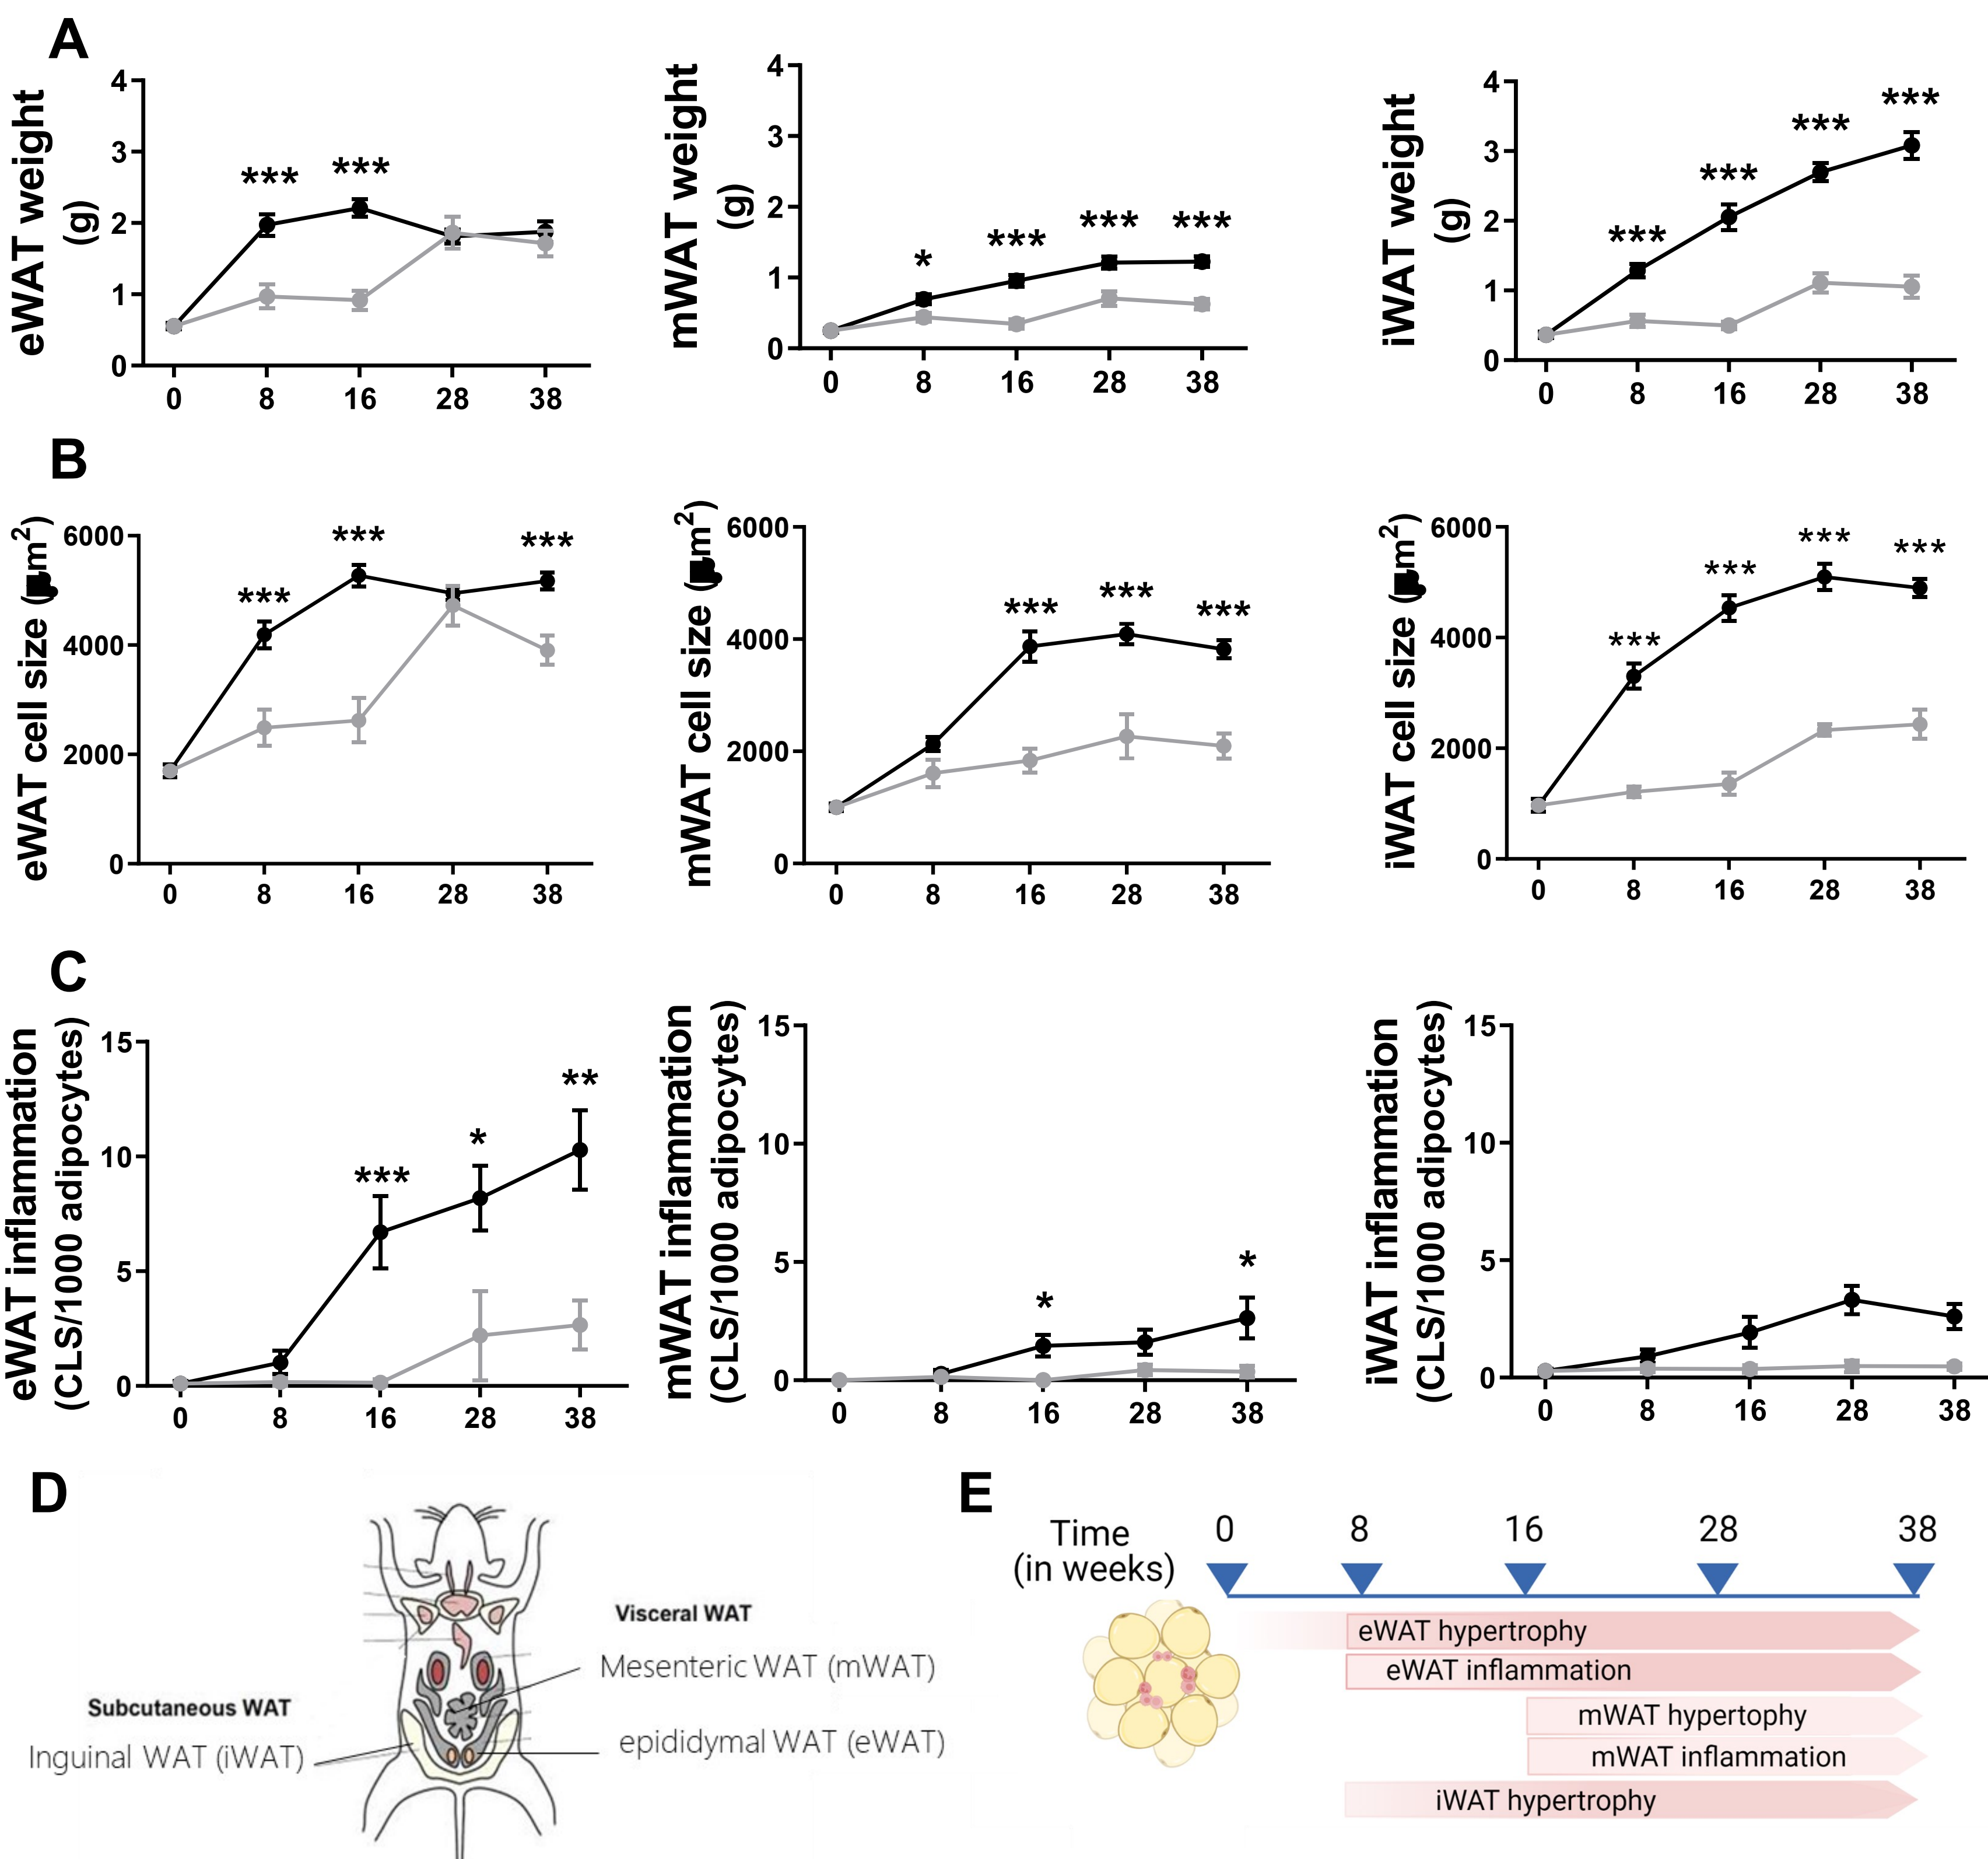 A
eWAT weight
(g)
4
3
2
1
0
*** ***
0 8 16 28 38
mWAT weight
(g)
4
3
2
1
0
* *** *** ***
0 8 16 28 38
iWAT weight
(g)
4
3
2
1
0
*** *** *** ***
0 8 16 28 38
B
eWAT cell size (μm²)
6000
4000
2000
0
*** *** ***
0 8 16 28 38
mWAT cell size (μm²)
6000
4000
2000
0
*** *** ***
0 8 16 28 38
iWAT cell size (μm²)
6000
4000
2000
0
*** *** *** ***
0 8 16 28 38
C
eWAT inflammation
(CLS/1000 adipocytes)
15
10
5
0
*** * **
0 8 16 28 38
mWAT inflammation
(CLS/1000 adipocytes)
15
10
5
0
* *
0 8 16 28 38
iWAT inflammation
(CLS/1000 adipocytes)
15
10
5
0
0 8 16 28 38
D
Visceral WAT
Mesenteric WAT (mWAT)
Subcutaneous WAT
epididymal WAT (eWAT)
Inguinal WAT (iWAT)
E
Time
(in weeks)
0 8 16 28 38
eWAT hypertrophy
eWAT inflammation
mWAT hypertophy
mWAT inflammation
iWAT hypertrophy